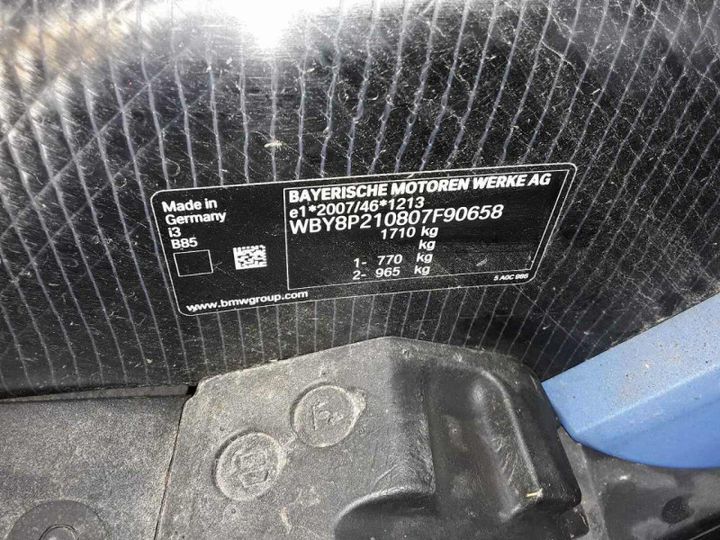 Made in
Germany
i3
B85
www.bmwgroup.com
BAYERISCHE MOTOREN WERKE AG
e1*2007/46*1213
WBY8P210807F90658
1710 kg
kg
1- 770 kg
2- 965 kg
5 A0C 986